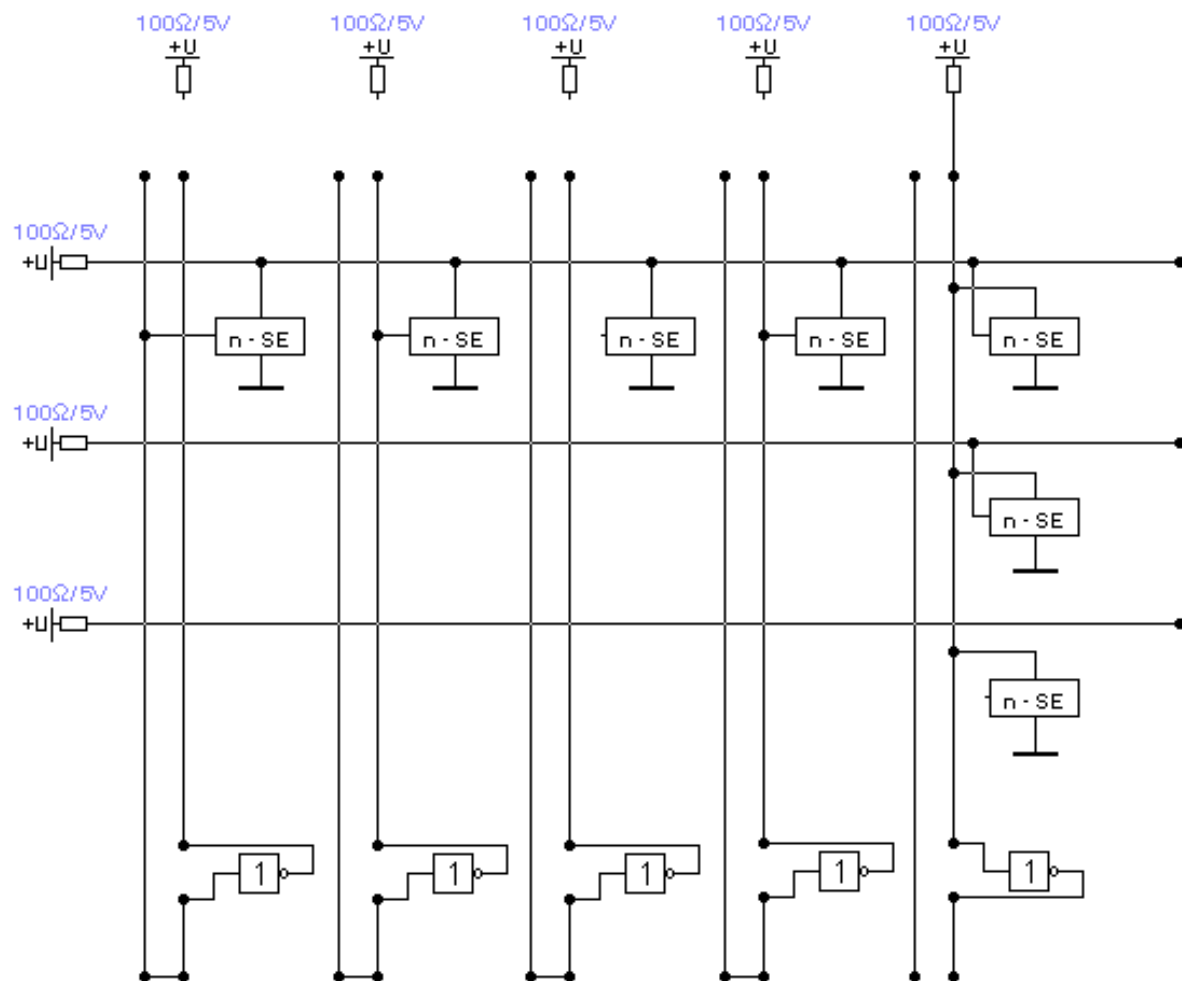 100Ω/5V 100Ω/5V 100Ω/5V 100Ω/5V 100Ω/5V
+U +U +U +U +U
100Ω/5V
+U
n - SE n - SE n - SE n - SE n - SE
100Ω/5V
+U
n - SE
100Ω/5V
+U
n - SE
1 1 1 1 1